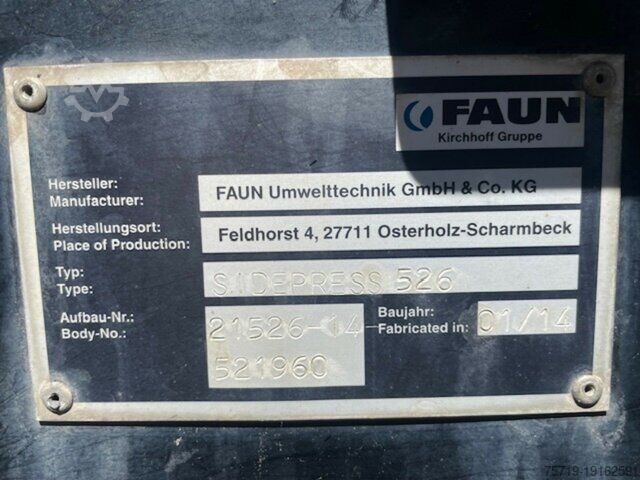 FAUN
Kirchhoff Gruppe
Hersteller:
Manufacturer:
FAUN Umwelttechnik GmbH & Co. KG
Herstellungsort:
Place of Production:
Feldhorst 4, 27711 Osterholz-Scharmbeck
Typ:
Type:
SIDEPRESS 526
Aufbau-Nr.:
Body-No.:
21526-14
521960
Baujahr:
Fabricated in:
01/14
75719-19162591